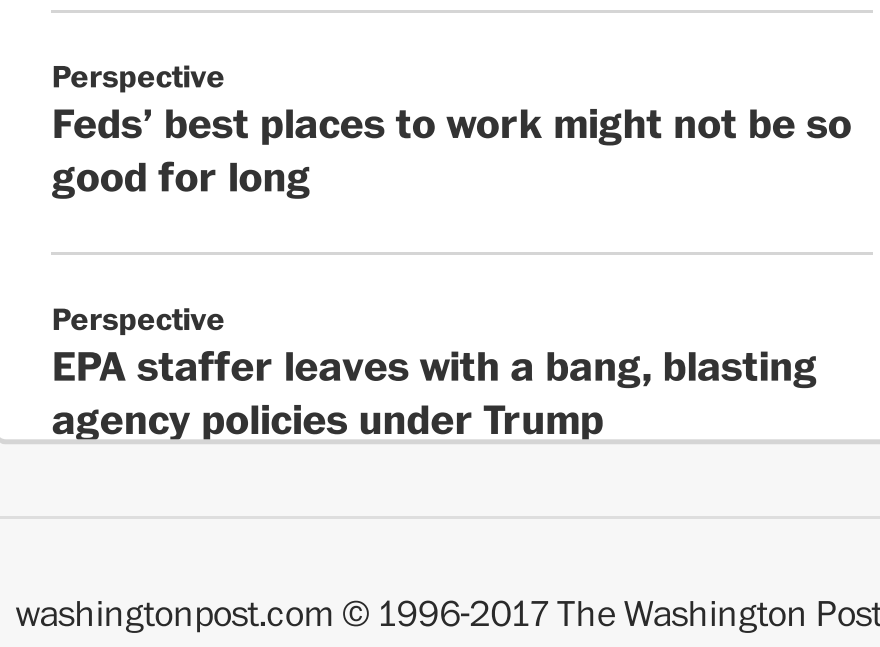 Perspective
Feds’ best places to work might not be so
good for long
Perspective
EPA staffer leaves with a bang, blasting
agency policies under Trump
washingtonpost.com © 1996-2017 The Washington Post